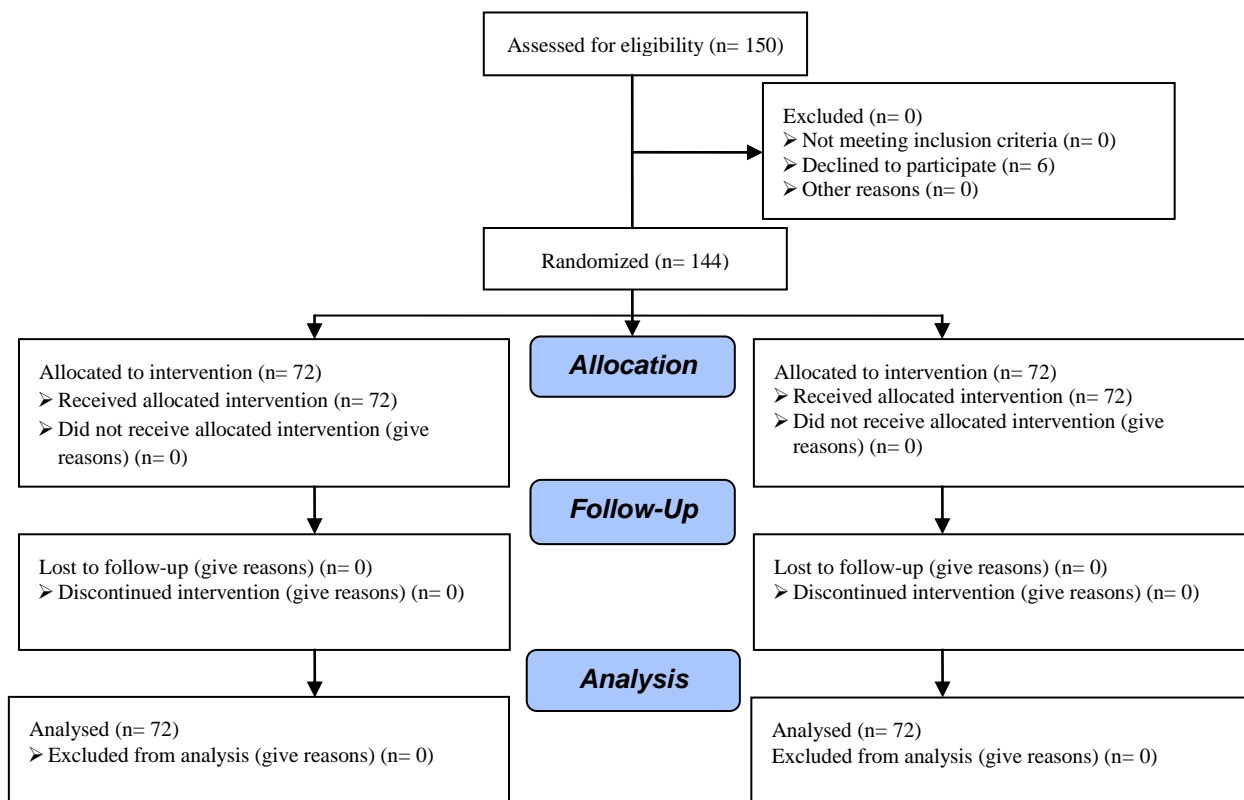 Assessed for eligibility (n= 150)
Excluded (n= 0)
➢ Not meeting inclusion criteria (n= 0)
➢ Declined to participate (n= 6)
➢ Other reasons (n= 0)
Randomized (n= 144)
Allocation
Allocated to intervention (n= 72)
➢ Received allocated intervention (n= 72)
➢ Did not receive allocated intervention (give
reasons) (n= 0)
Allocated to intervention (n= 72)
➢ Received allocated intervention (n= 72)
➢ Did not receive allocated intervention (give
reasons) (n= 0)
Follow-Up
Lost to follow-up (give reasons) (n= 0)
➢ Discontinued intervention (give reasons) (n= 0)
Lost to follow-up (give reasons) (n= 0)
➢ Discontinued intervention (give reasons) (n= 0)
Analysis
Analysed (n= 72)
➢ Excluded from analysis (give reasons) (n= 0)
Analysed (n= 72)
Excluded from analysis (give reasons) (n= 0)